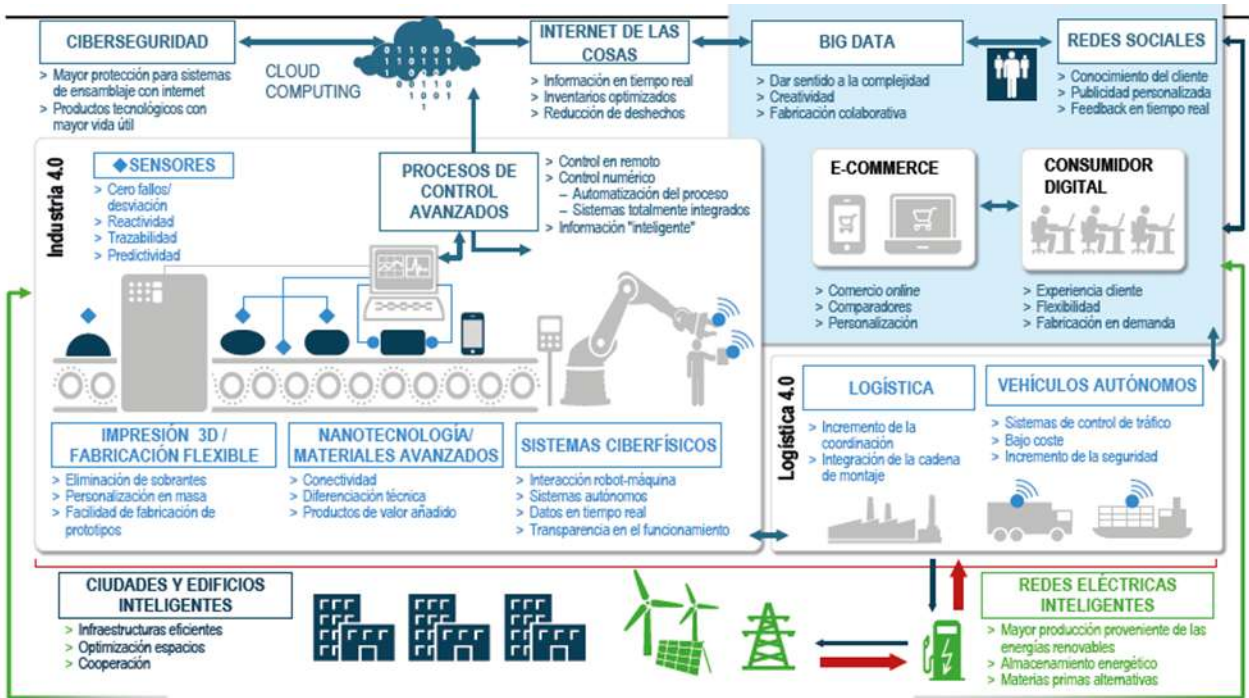 CIBERSEGURIDAD
> Mayor protección para sistemas
de ensamblaje con internet
> Productos tecnológicos con
mayor vida útil
CLOUD
COMPUTING
011000
INTERNET DE LAS
COSAS
> Información en tiempo real
> Inventarios optimizados
> Reducción de deshechos
BIG DATA
> Dar sentido a la complejidad
> Creatividad
> Fabricación colaborativa
REDES SOCIALES
> Conocimiento del cliente
> Publicidad personalizada
> Feedback en tiempo real
Industria 4.0
SENSORES
> Cero fallos/
desviación
> Reactividad
> Trazabilidad
> Predictividad
PROCESOS DE
CONTROL
AVANZADOS
> Control en remoto
> Control numérico
– Automatización del proceso
– Sistemas totalmente integrados
> Información "inteligente"
E-COMMERCE
> Comercio online
> Comparadores
> Personalización
CONSUMIDOR
DIGITAL
> Experiencia cliente
> Flexibilidad
> Fabricación en demanda
IMPRESIÓN 3D /
FABRICACIÓN FLEXIBLE
> Eliminación de sobrantes
> Personalización en masa
> Facilidad de fabricación de
prototipos
NANOTECNOLOGÍA/
MATERIALES AVANZADOS
> Conectividad
> Diferenciación técnica
> Productos de valor añadido
SISTEMAS CIBERFÍSICOS
> Interacción robot-máquina
> Sistemas autónomos
> Datos en tiempo real
> Transparencia en el funcionamiento
Logística 4.0
LOGÍSTICA
> Incremento de la
coordinación
> Integración de la cadena
de montaje
VEHÍCULOS AUTÓNOMOS
> Sistemas de control de tráfico
> Bajo coste
> Incremento de la seguridad
CIUDADES Y EDIFICIOS
INTELIGENTES
> Infraestructuras eficientes
> Optimización espacios
> Cooperación
REDES ELÉCTRICAS
INTELIGENTES
> Mayor producción proveniente de las
energías renovables
> Almacenamiento energético
> Materias primas alternativas